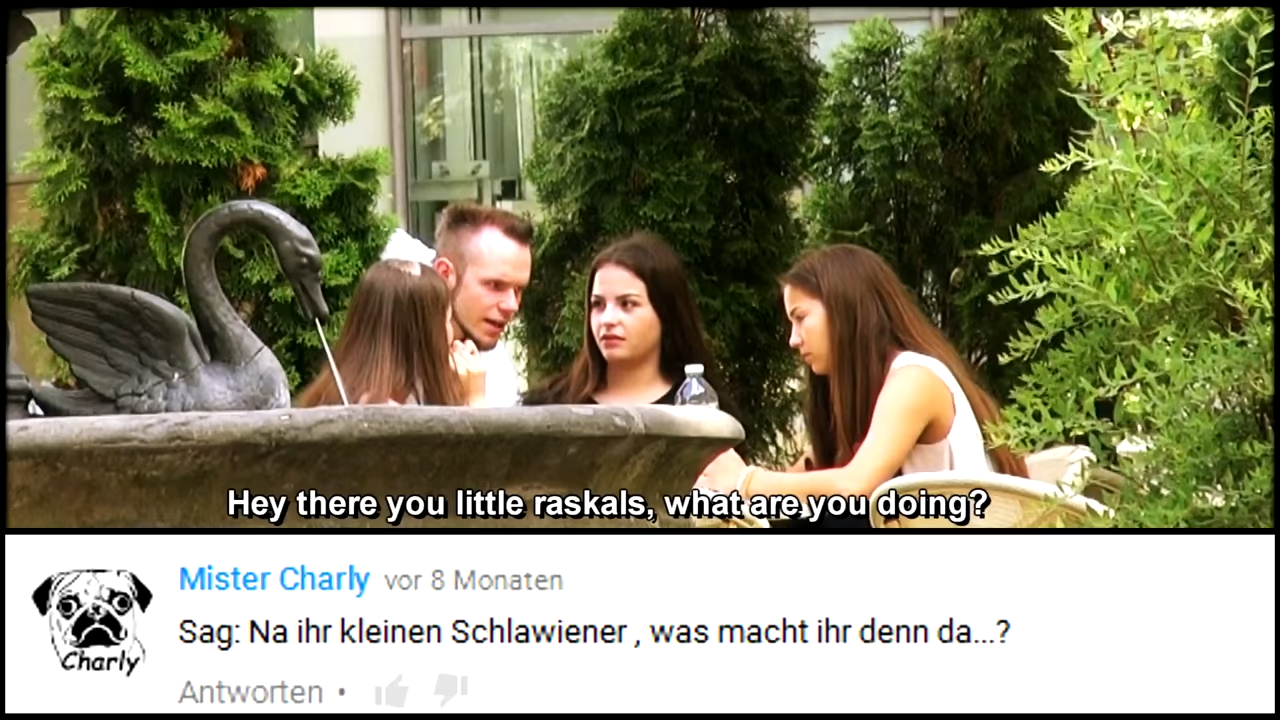 Hey there you little raskals, what are you doing?
Mister Charly vor 8 Monaten
Sag: Na ihr kleinen Schlawiener , was macht ihr denn da...?
Charly
Antworten •